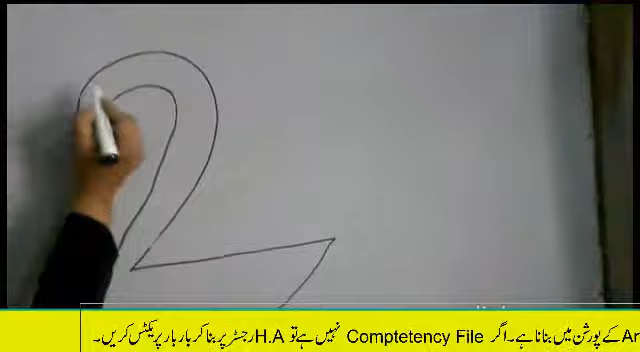 Ar کے پورشن میں بنانا ہے۔ اگر Comptetency File نہیں ہے تو H.A رجسٹر پر بنا کر بار بار پریکٹس کریں۔